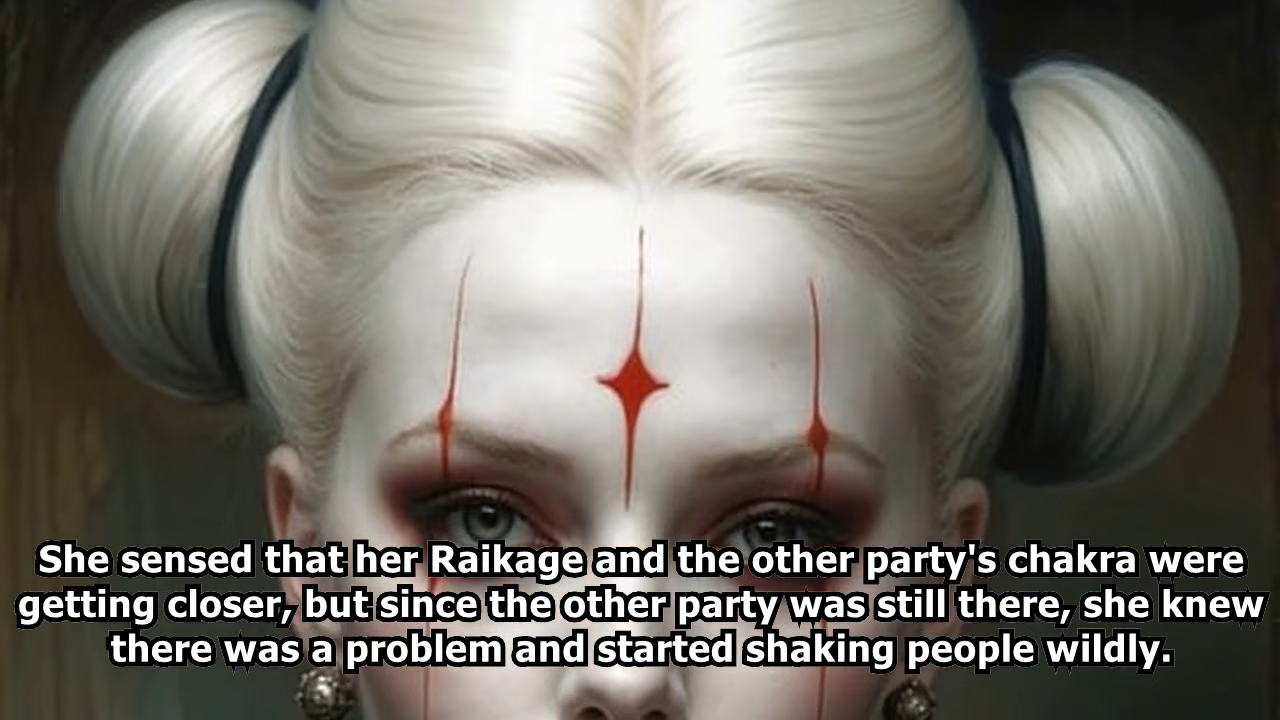 She sensed that her Raikage and the other party's chakra were
getting closer, but since the other party was still there, she knew
there was a problem and started shaking people wildly.